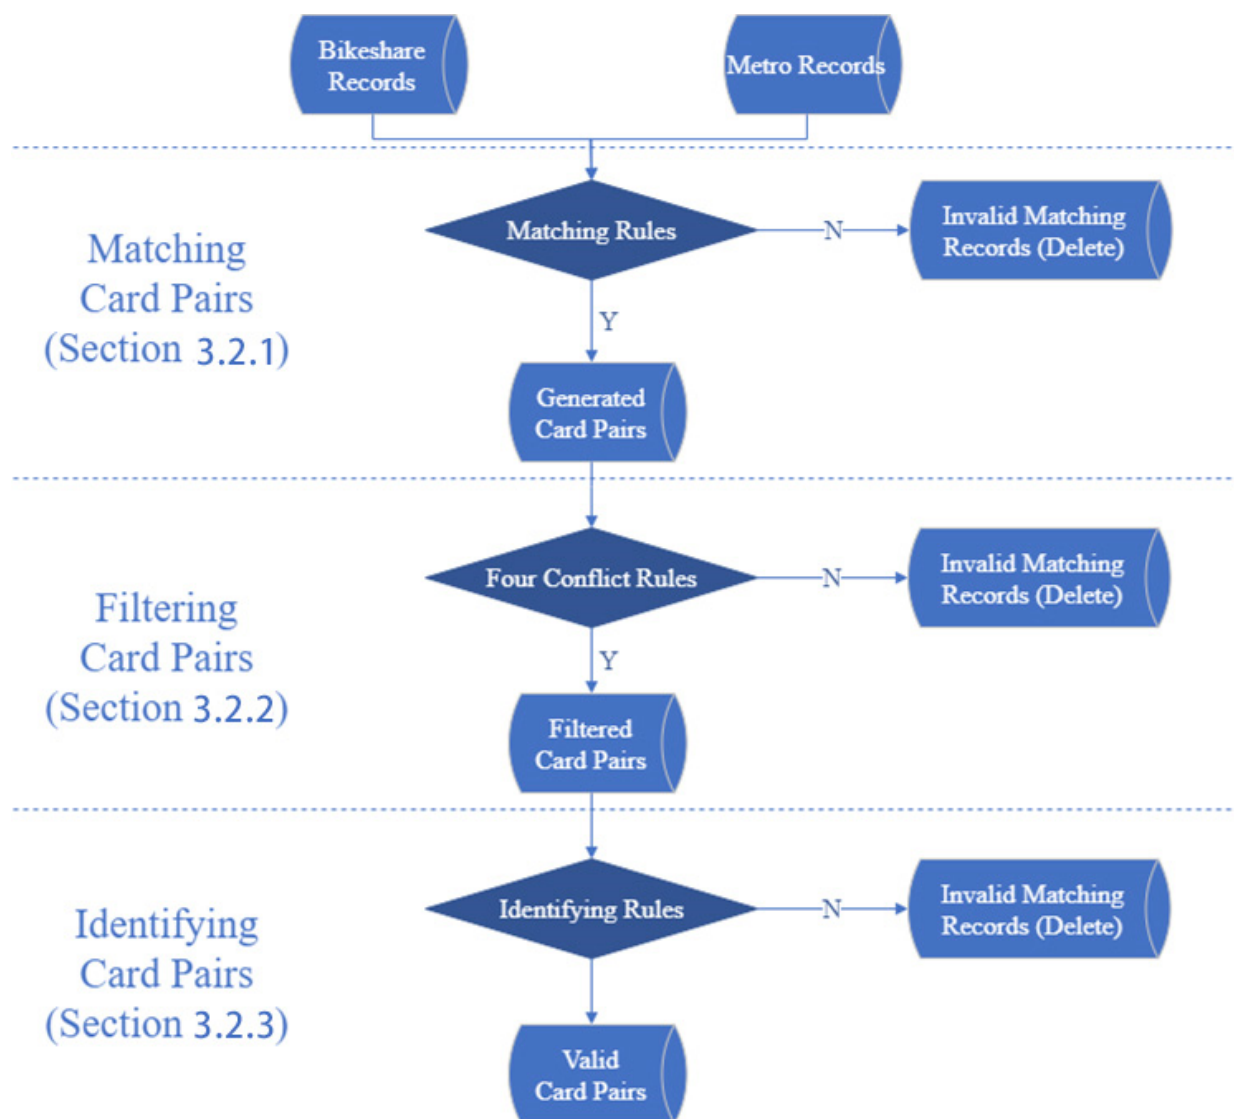 Bikeshare
Records
Metro Records
Matching
Card Pairs
(Section 3.2.1)
Matching Rules
N
Invalid Matching
Records (Delete)
Y
Generated
Card Pairs
Filtering
Card Pairs
(Section 3.2.2)
Four Conflict Rules
N
Invalid Matching
Records (Delete)
Y
Filtered
Card Pairs
Identifying
Card Pairs
(Section 3.2.3)
Identifying Rules
N
Invalid Matching
Records (Delete)
Valid
Card Pairs